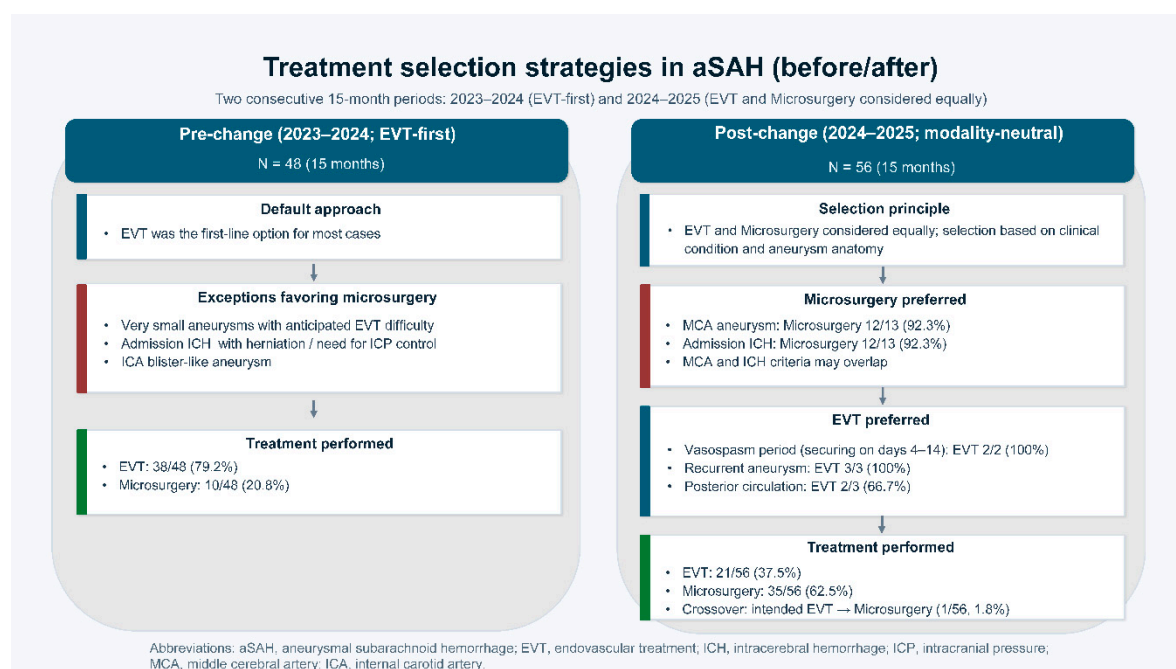 Treatment selection strategies in aSAH (before/after)
Two consecutive 15-month periods: 2023–2024 (EVT-first) and 2024–2025 (EVT and Microsurgery considered equally)
Pre-change (2023–2024; EVT-first)
N = 48 (15 months)
Default approach
• EVT was the first-line option for most cases
Exceptions favoring microsurgery
• Very small aneurysms with anticipated EVT difficulty
• Admission ICH with herniation / need for ICP control
• ICA blister-like aneurysm
Treatment performed
• EVT: 38/48 (79.2%)
• Microsurgery: 10/48 (20.8%)
Post-change (2024–2025; modality-neutral)
N = 56 (15 months)
Selection principle
• EVT and Microsurgery considered equally; selection based on clinical
condition and aneurysm anatomy
Microsurgery preferred
• MCA aneurysm: Microsurgery 12/13 (92.3%)
• Admission ICH: Microsurgery 12/13 (92.3%)
• MCA and ICH criteria may overlap
EVT preferred
• Vasospasm period (securing on days 4–14): EVT 2/2 (100%)
• Recurrent aneurysm: EVT 3/3 (100%)
• Posterior circulation: EVT 2/3 (66.7%)
Treatment performed
• EVT: 21/56 (37.5%)
• Microsurgery: 35/56 (62.5%)
• Crossover: intended EVT → Microsurgery (1/56, 1.8%)
Abbreviations: aSAH, aneurysmal subarachnoid hemorrhage; EVT, endovascular treatment; ICH, intracerebral hemorrhage; ICP, intracranial pressure;
MCA, middle cerebral artery; ICA, internal carotid artery.